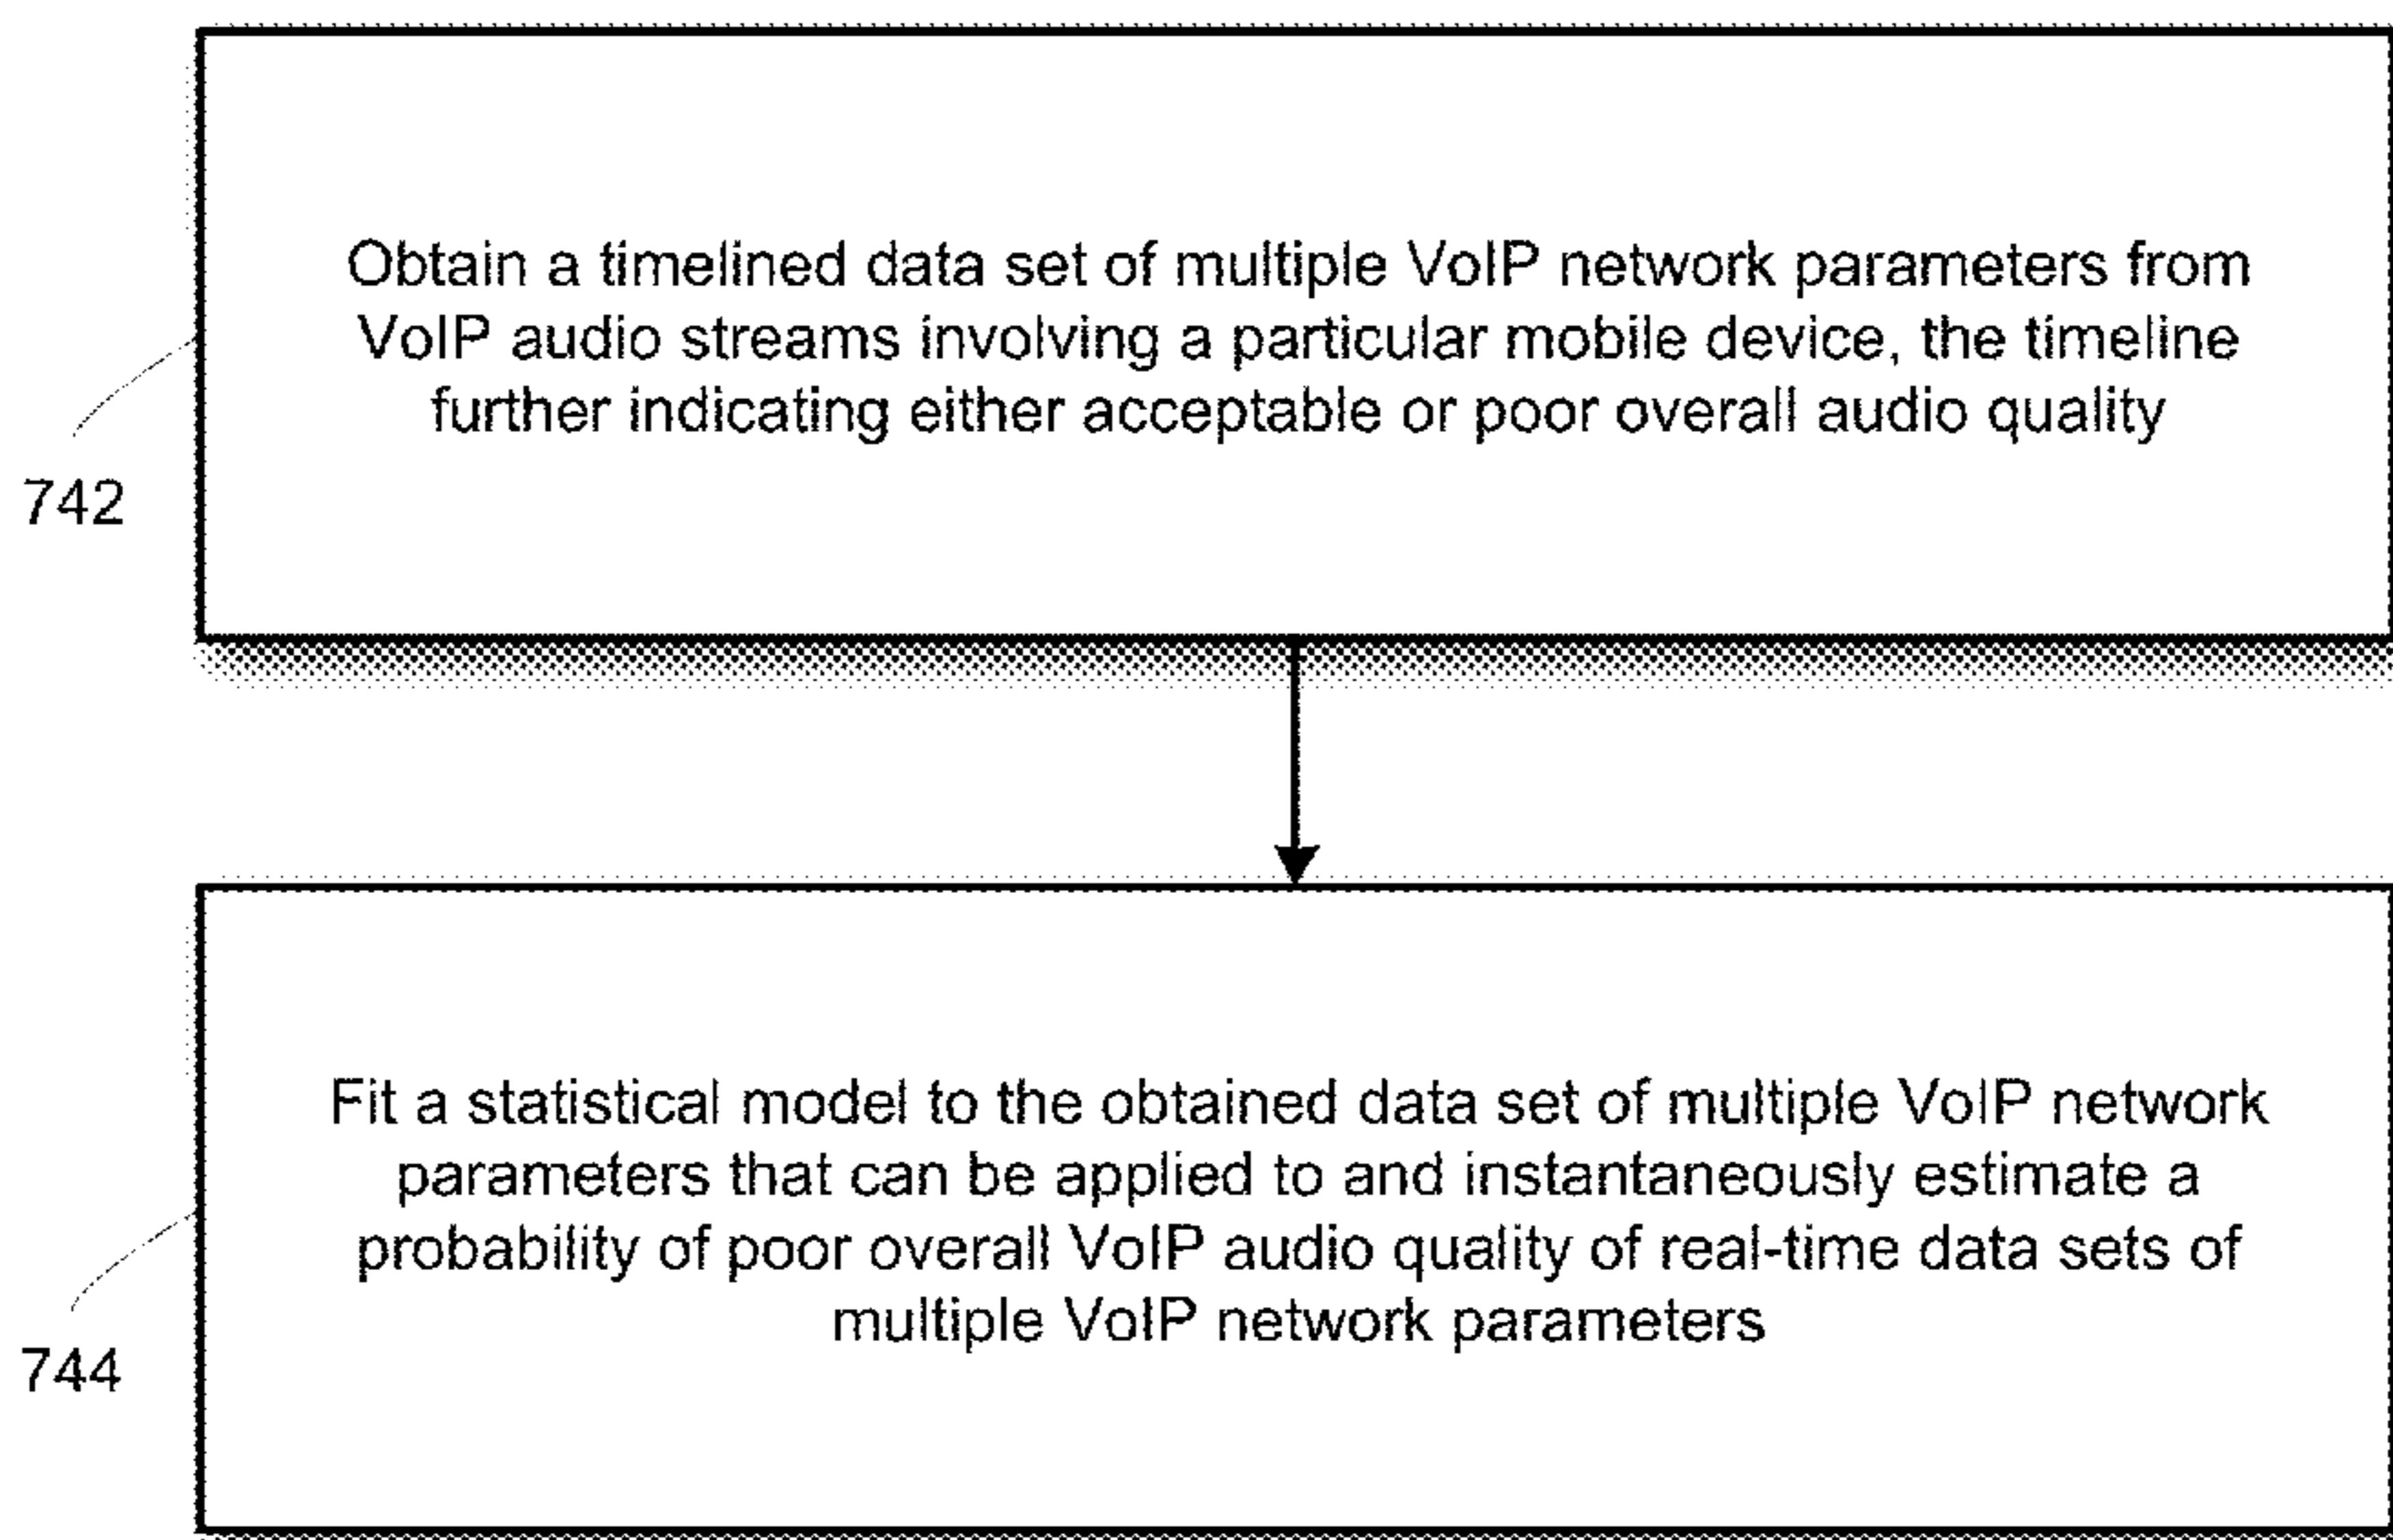 Obtain a timelined data set of multiple VoIP network parameters from
VoIP audio streams involving a particular mobile device, the timeline
further indicating either acceptable or poor overall audio quality
742
Fit a statistical model to the obtained data set of multiple VoIP network
parameters that can be applied to and instantaneously estimate a
probability of poor overall VoIP audio quality of real-time data sets of
multiple VoIP network parameters
744